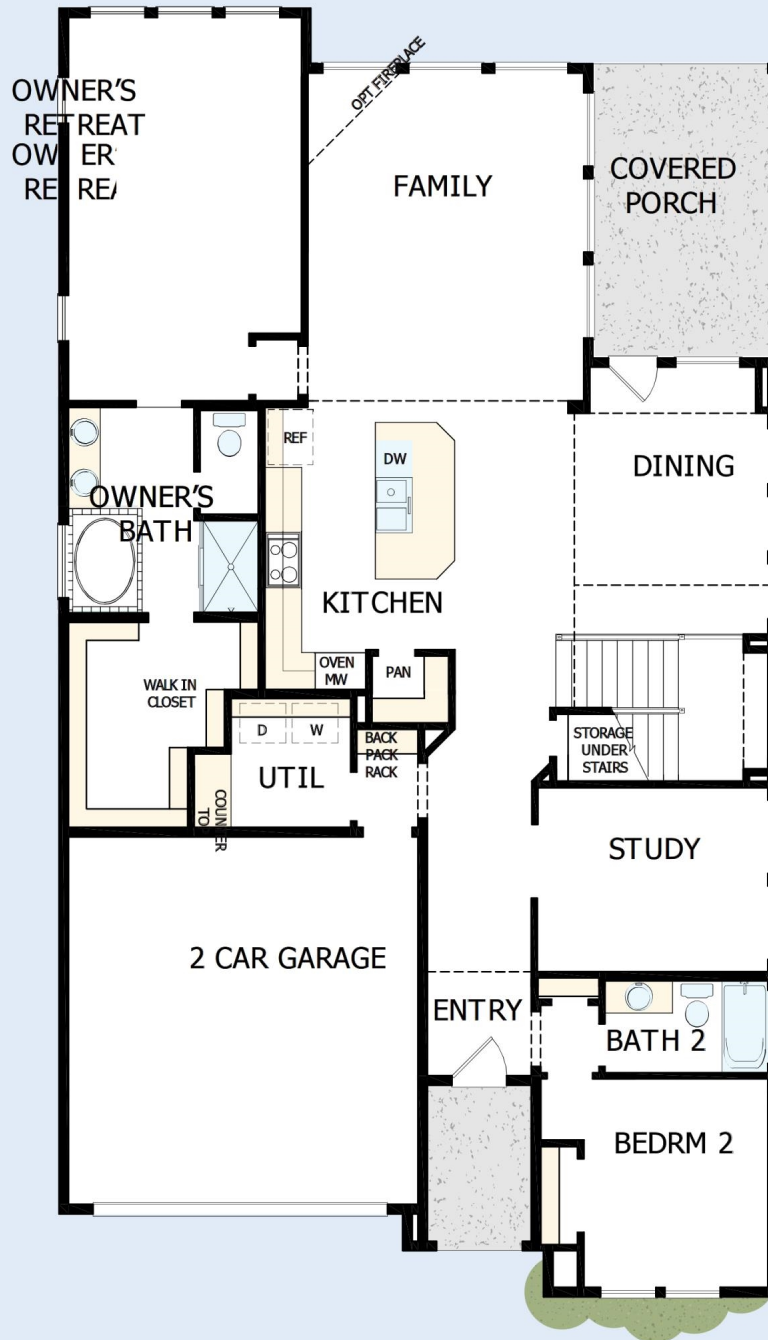 OPT FIREPLACE
OWNER'S
RETREAT
RE
FAMILY
COVERED
PORCH
REF
DW
DINING
OWNER'S
BATH
KITCHEN
OVEN
MW
PAN
WALK IN
CLOSET
D
W
BACK
PACK
RACK
STORAGE
UNDER
STAIRS
UTIL
STUDY
2 CAR GARAGE
ENTRY
BATH 2
BEDRM 2